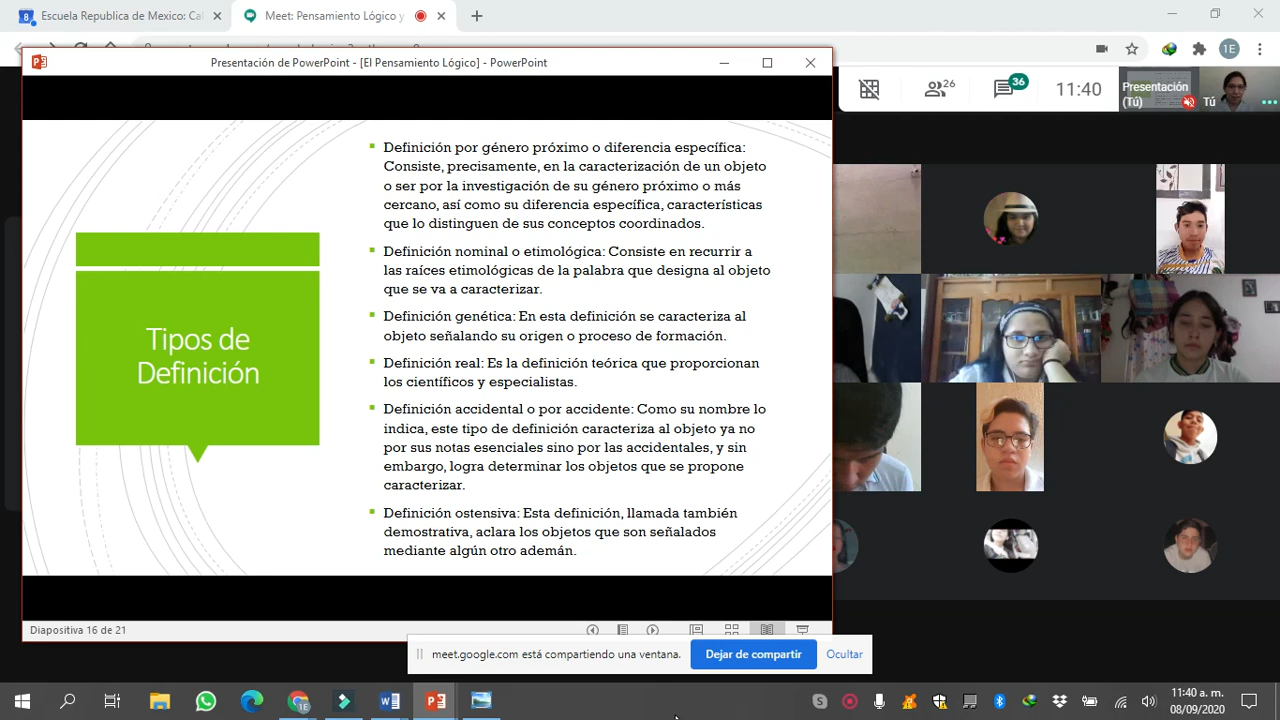 Escuela Republica de Mexico: Cal
Meet: Pensamiento Lógico y
1E
Presentación de PowerPoint - [El Pensamiento Lógico] - PowerPoint
26
36
11:40
Presentación
(Tú)
Tú
Tipos de
Definición
Definición por género próximo o diferencia específica:
Consiste, precisamente, en la caracterización de un objeto
o ser por la investigación de su género próximo o más
cercano, así como su diferencia específica, características
que lo distinguen de sus conceptos coordinados.
Definición nominal o etimológica: Consiste en recurrir a
las raíces etimológicas de la palabra que designa al objeto
que se va a caracterizar.
Definición genética: En esta definición se caracteriza al
objeto señalando su origen o proceso de formación.
Definición real: Es la definición teórica que proporcionan
los científicos y especialistas.
Definición accidental o por accidente: Como su nombre lo
indica, este tipo de definición caracteriza al objeto ya no
por sus notas esenciales sino por las accidentales, y sin
embargo, logra determinar los objetos que se propone
caracterizar.
Definición ostensiva: Esta definición, llamada también
demostrativa, aclara los objetos que son señalados
mediante algún otro ademán.
Diapositiva 16 de 21
meet.google.com está compartiendo una ventana.
Dejar de compartir
Ocultar
11:40 a. m.
08/09/2020